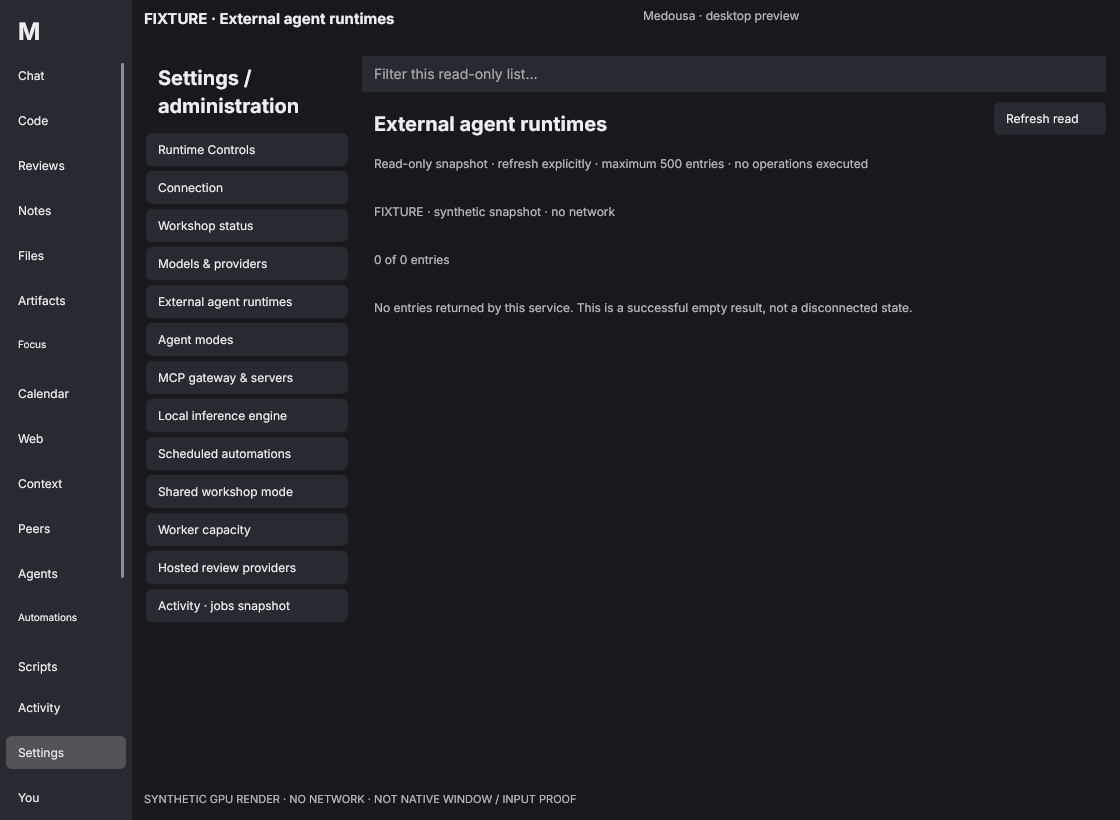 M
Chat
Code
Reviews
Notes
Files
Artifacts
Focus
Calendar
Web
Context
Peers
Agents
Automations
Scripts
Activity
Settings
You
FIXTURE · External agent runtimes
Medousa · desktop preview
Settings /
administration
Runtime Controls
Connection
Workshop status
Models & providers
External agent runtimes
Agent modes
MCP gateway & servers
Local inference engine
Scheduled automations
Shared workshop mode
Worker capacity
Hosted review providers
Activity · jobs snapshot
Filter this read-only list...
External agent runtimes
Refresh read
Read-only snapshot · refresh explicitly · maximum 500 entries · no operations executed
FIXTURE · synthetic snapshot · no network
0 of 0 entries
No entries returned by this service. This is a successful empty result, not a disconnected state.
SYNTHETIC GPU RENDER · NO NETWORK · NOT NATIVE WINDOW / INPUT PROOF